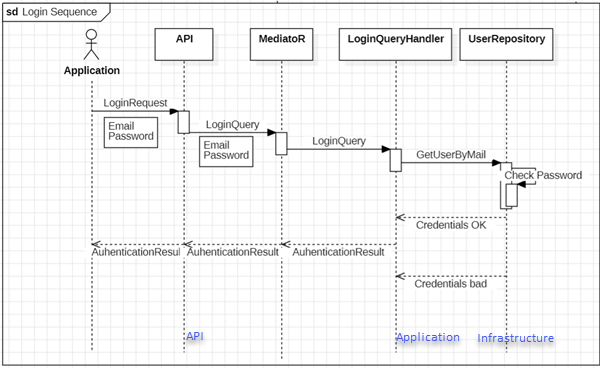 sd Login Sequence
API
MediatoR
LoginQueryHandler
UserRepository
Application
LoginRequest
Email
Password
LoginQuery
Email
Password
LoginQuery
GetUserByMail
Check Password
Credentials OK
AuhenticationResul
AuhenticationResult
AuhenticationResult
Credentials bad
API
Application
Infrastructure